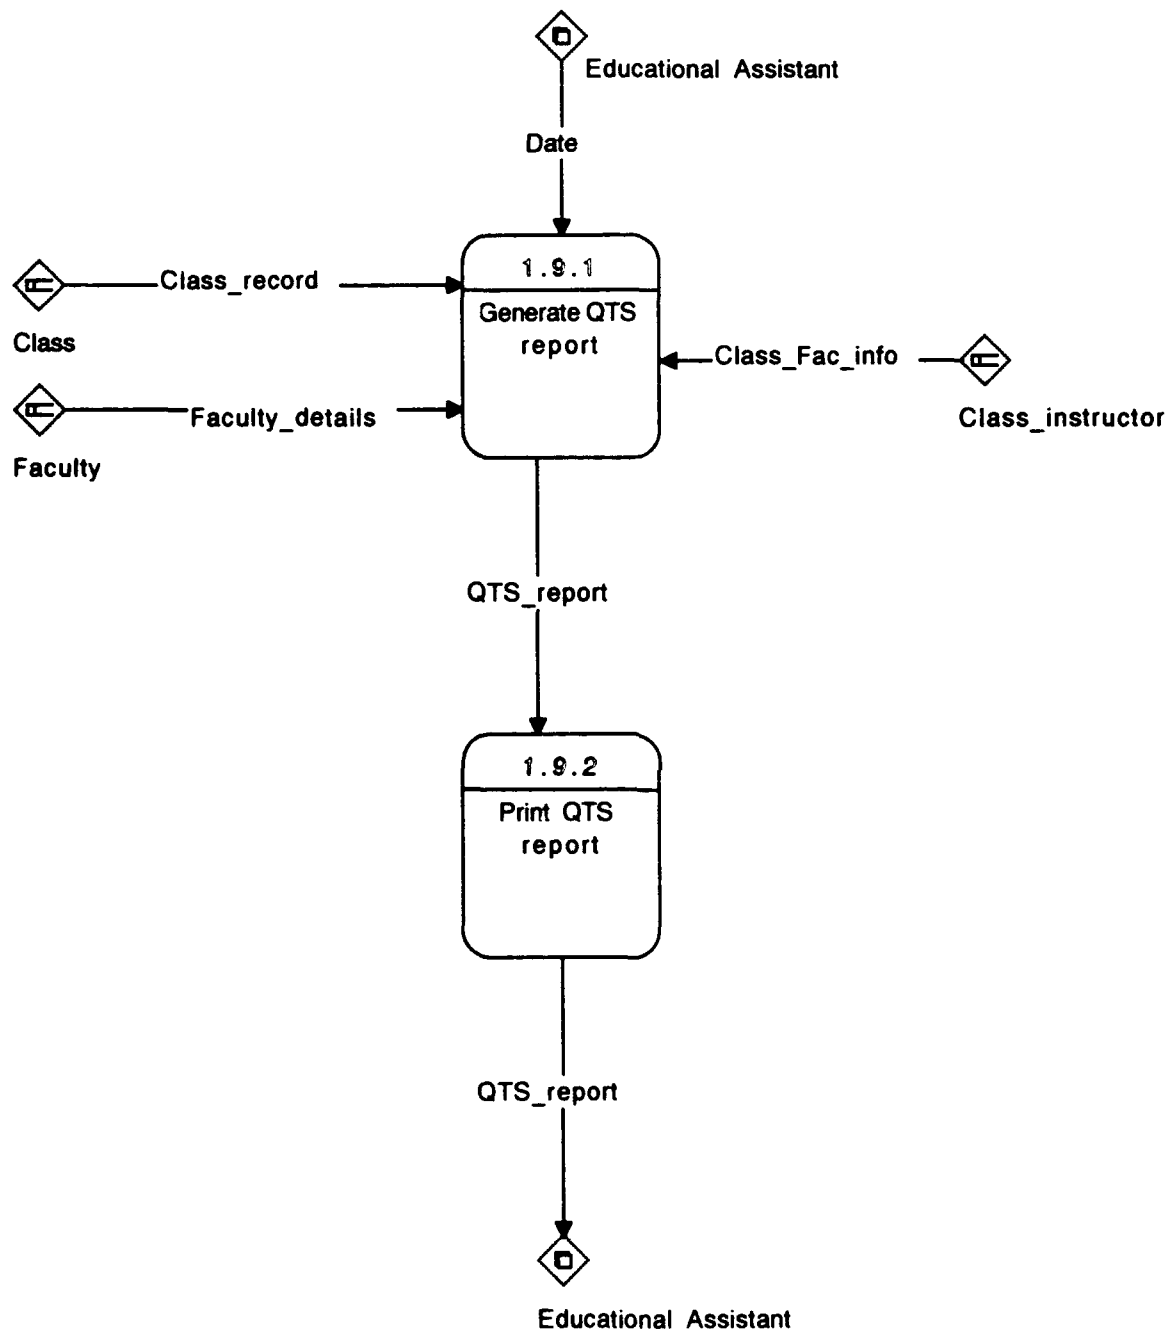 Educational Assistant
Date
1.9.1
Class_record
Generate QTS
report
Class
Class_Fac_info
Faculty_details
Class_instructor
Faculty
QTS_report
1.9.2
Print QTS
report
QTS_report
Educational Assistant